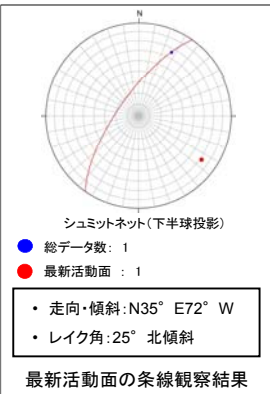 N
シュミットネット(下半球投影)
総データ数: 1
最新活動面 : 1
・ 走向・傾斜:N35° E72° W
・ レイク角:25° 北傾斜
最新活動面の条線観察結果